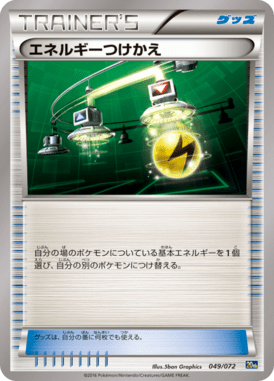 TRAINER'S
グッズ
エネルギーつけかえ
自分の場のポケモンについている基本エネルギーを1個
選び、自分の別のポケモンにつけ替える。
グッズは、自分の番に何枚でも使える。
Illus.5ban Graphics
049/072
©2016 Pokémon/Nintendo/Creatures/GAME FREAK.